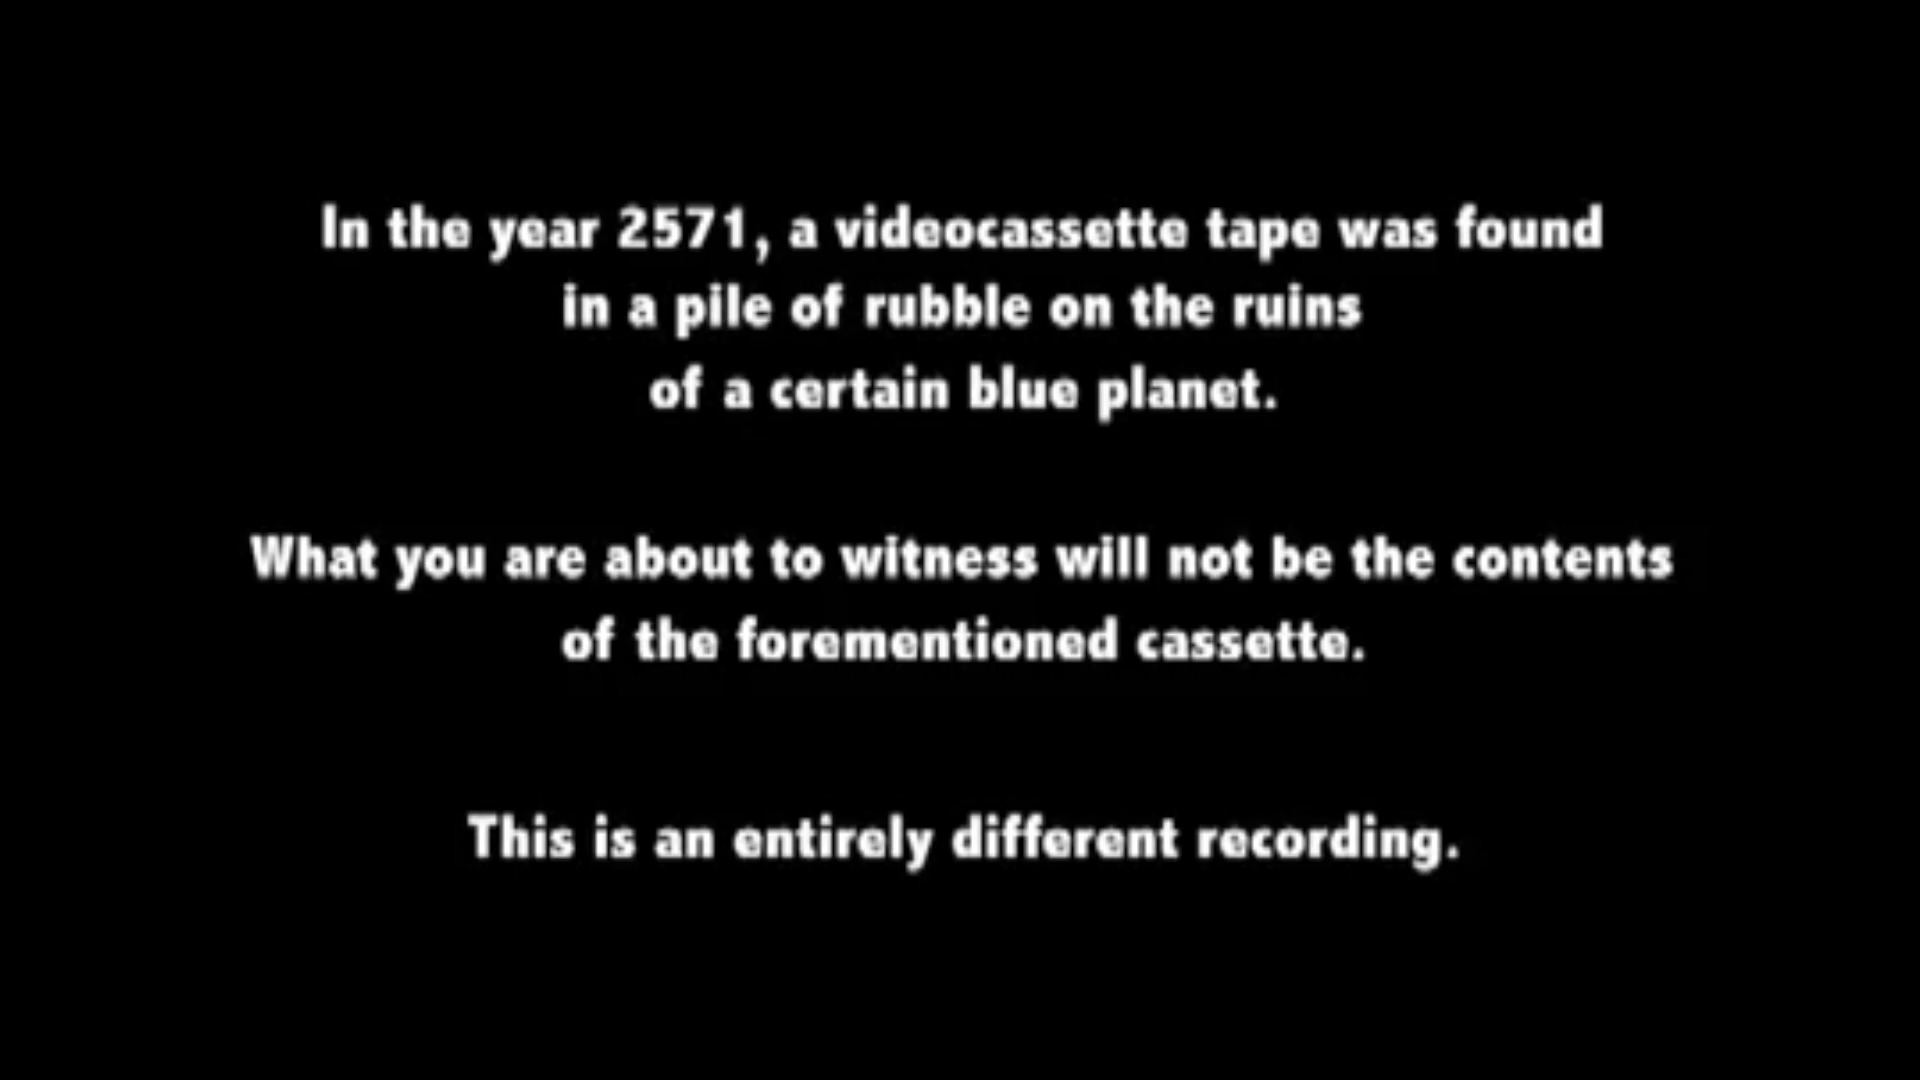 In the year 2571, a videocassette tape was found
in a pile of rubble on the ruins
of a certain blue planet.
What you are about to witness will not be the contents
of the forementioned cassette.
This is an entirely different recording.